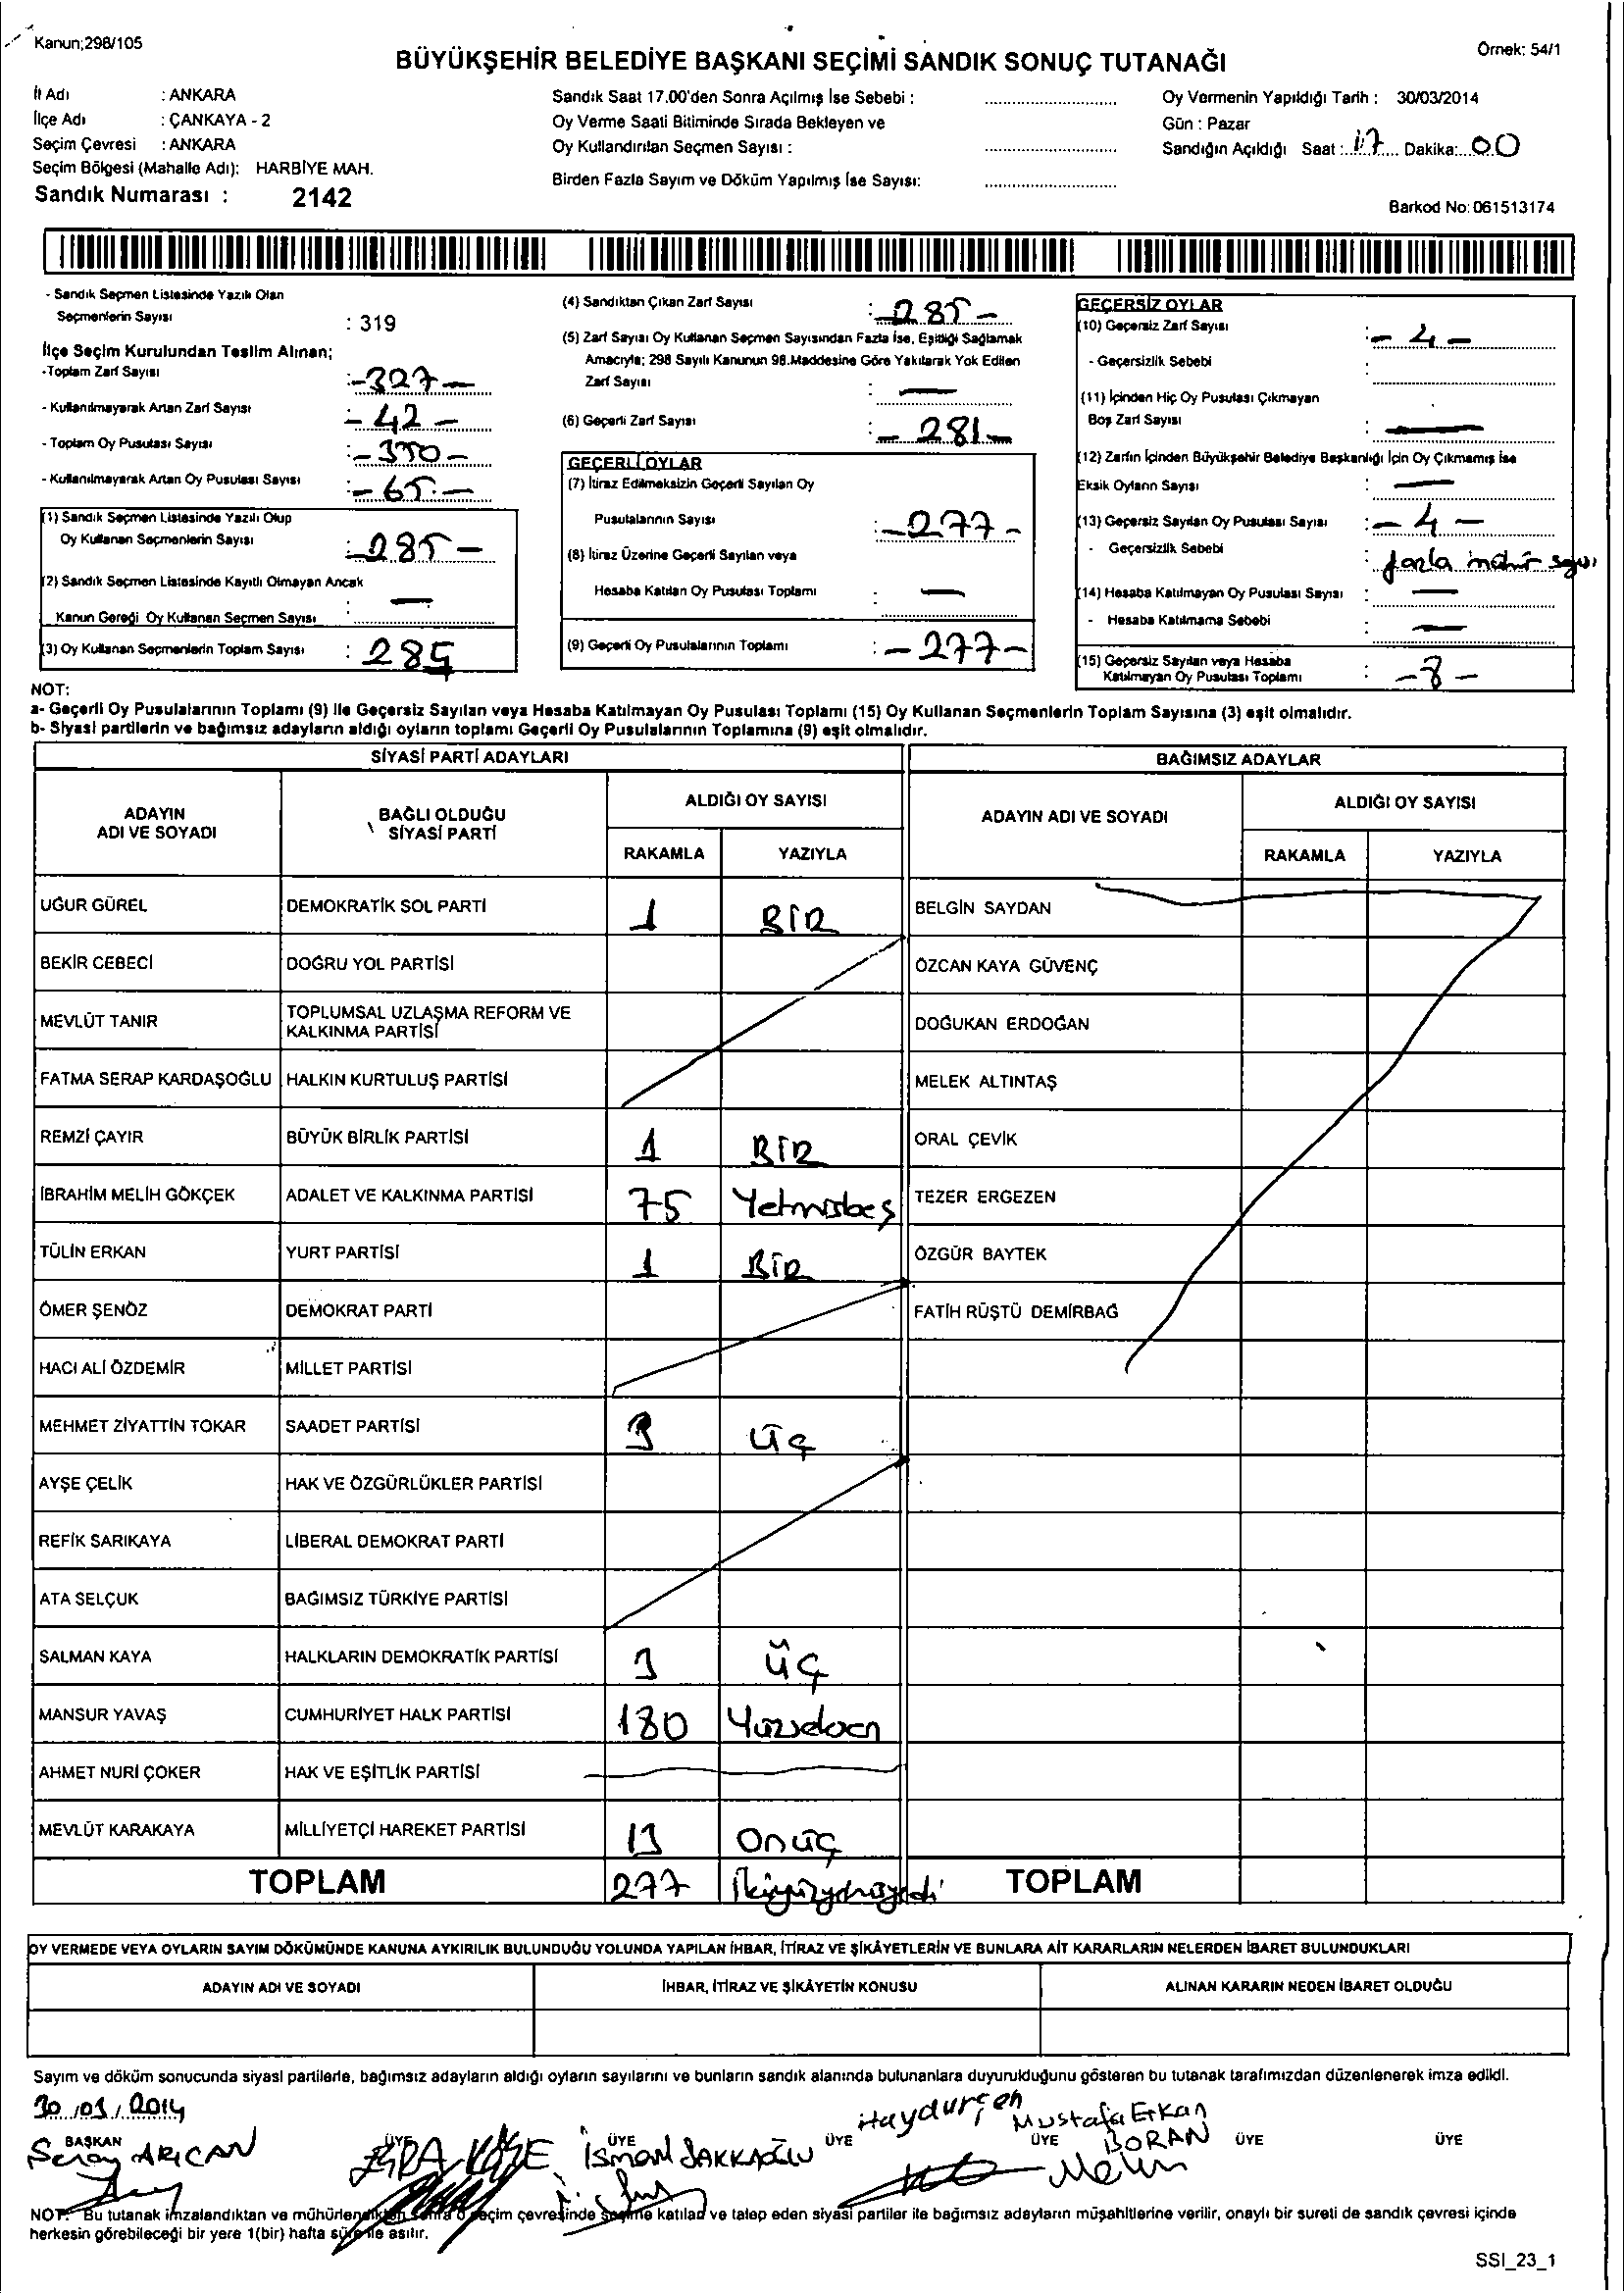 Kanun;298/105
Örnek: 54/1
BÜYÜKŞEHİR BELEDİYE BAŞKANI SEÇİMİ SANDIK SONUÇ TUTANAĞI
İl Adı : ANKARA
İlçe Adı : ÇANKAYA - 2
Seçim Çevresi : ANKARA
Seçim Bölgesi (Mahalle Adı): HARBİYE MAH.
Sandık Numarası : 2142
Sandık Saat 17.00'den Sonra Açılmış İse Sebebi :
Oy Verme Saati Bitiminde Sırada Bekleyen ve
Oy Kullandırılan Seçmen Sayısı :
Birden Fazla Sayım ve Döküm Yapılmış İse Sayısı:
Oy Vermenin Yapıldığı Tarih : 30/03/2014
Gün : Pazar
Sandığın Açıldığı Saat : 17 Dakika: 00
Barkod No: 061513174
- Sandık Seçmen Listesinde Yazılı Olan
Seçmenlerin Sayısı : 319
İlçe Seçim Kurulundan Teslim Alınan;
-Toplam Zarf Sayısı : -327-
- Kullanılmayarak Artan Zarf Sayısı : -42-
- Toplam Oy Pusulası Sayısı : -350-
- Kullanılmayarak Artan Oy Pusulası Sayısı : -65-
(1) Sandık Seçmen Listesinde Yazılı Olup
Oy Kullanan Seçmenlerin Sayısı : -285-
(2) Sandık Seçmen Listesinde Kayıtlı Olmayan Ancak
Kanun Gereği Oy Kullanan Seçmen Sayısı : —
(3) Oy Kullanan Seçmenlerin Toplam Sayısı : 285
(4) Sandıktan Çıkan Zarf Sayısı : -285-
(5) Zarf Sayısı Oy Kullanan Seçmen Sayısından Fazla İse, Eşitliği Sağlamak
Amacıyla; 298 Sayılı Kanunun 98.Maddesine Göre Yakılarak Yok Edilen
Zarf Sayısı : —
(6) Geçerli Zarf Sayısı : -281-
GEÇERLİ OYLAR
(7) İtiraz Edilmeksizin Geçerli Sayılan Oy
Pusulalarının Sayısı : -277-
(8) İtiraz Üzerine Geçerli Sayılan veya
Hesaba Katılan Oy Pusulası Toplamı : —
(9) Geçerli Oy Pusulalarının Toplamı : -277-
GEÇERSİZ OYLAR
(10) Geçersiz Zarf Sayısı : -4-
- Geçersizlik Sebebi :
(11) İçinden Hiç Oy Pusulası Çıkmayan
Boş Zarf Sayısı : —
(12) Zarfın İçinden Büyükşehir Belediye Başkanlığı İçin Oy Çıkmamış İse
Eksik Oyların Sayısı : —
(13) Geçersiz Sayılan Oy Pusulası Sayısı : -4-
- Geçersizlik Sebebi : fazla mühür
(14) Hesaba Katılmayan Oy Pusulası Sayısı : —
- Hesaba Katılmama Sebebi : —
(15) Geçersiz Sayılan veya Hesaba
Katılmayan Oy Pusulası Toplamı : -8-
NOT:
a- Geçerli Oy Pusulalarının Toplamı (9) İle Geçersiz Sayılan veya Hesaba Katılmayan Oy Pusulası Toplamı (15) Oy Kullanan Seçmenlerin Toplam Sayısına (3) eşit olmalıdır.
b- Siyasi partilerin ve bağımsız adayların aldığı oyların toplamı Geçerli Oy Pusulalarının Toplamına (9) eşit olmalıdır.
SİYASİ PARTİ ADAYLARI
ADAYIN ADI VE SOYADI BAĞLI OLDUĞU SİYASİ PARTİ ALDIĞI OY SAYISI
RAKAMLA YAZIYLA
UĞUR GÜREL DEMOKRATİK SOL PARTİ 1 BİR
BEKİR CEBECİ DOĞRU YOL PARTİSİ
MEVLÜT TANIR TOPLUMSAL UZLAŞMA REFORM VE
KALKINMA PARTİSİ
FATMA SERAP KARDAŞOĞLU HALKIN KURTULUŞ PARTİSİ
REMZİ ÇAYIR BÜYÜK BİRLİK PARTİSİ 1 BİR
İBRAHİM MELİH GÖKÇEK ADALET VE KALKINMA PARTİSİ 75 Yetmişbeş
TÜLİN ERKAN YURT PARTİSİ 1 BİR
ÖMER ŞENÖZ DEMOKRAT PARTİ
HACI ALİ ÖZDEMİR MİLLET PARTİSİ
MEHMET ZİYATTİN TOKAR SAADET PARTİSİ 3 üç
AYŞE ÇELİK HAK VE ÖZGÜRLÜKLER PARTİSİ
REFİK SARIKAYA LİBERAL DEMOKRAT PARTİ
ATA SELÇUK BAĞIMSIZ TÜRKİYE PARTİSİ
SALMAN KAYA HALKLARIN DEMOKRATİK PARTİSİ 3 üç
MANSUR YAVAŞ CUMHURİYET HALK PARTİSİ 180 Yüzseksen
AHMET NURİ ÇOKER HAK VE EŞİTLİK PARTİSİ
MEVLÜT KARAKAYA MİLLİYETÇİ HAREKET PARTİSİ 13 Onüç
TOPLAM 277 İkiyüzyetmişyedi
BAĞIMSIZ ADAYLAR
ADAYIN ADI VE SOYADI ALDIĞI OY SAYISI
RAKAMLA YAZIYLA
BELGİN SAYDAN
ÖZCAN KAYA GÜVENÇ
DOĞUKAN ERDOĞAN
MELEK ALTINTAŞ
ORAL ÇEVİK
TEZER ERGEZEN
ÖZGÜR BAYTEK
FATİH RÜŞTÜ DEMİRBAĞ
TOPLAM
OY VERMEDE VEYA OYLARIN SAYIM DÖKÜMÜNDE KANUNA AYKIRILIK BULUNDUĞU YOLUNDA YAPILAN İHBAR, İTİRAZ VE ŞİKÂYETLERİN VE BUNLARA AİT KARARLARIN NELERDEN İBARET BULUNDUKLARI
ADAYIN ADI VE SOYADI İHBAR, İTİRAZ VE ŞİKÂYETİN KONUSU ALINAN KARARIN NEDEN İBARET OLDUĞU
Sayım ve döküm sonucunda siyasi partilerle, bağımsız adayların aldığı oyların sayılarını ve bunların sandık alanında bulunanlara duyurulduğunu gösteren bu tutanak tarafımızdan düzenlenerek imza edildi.
30/03/2014
BAŞKAN ÜYE ÜYE ÜYE ÜYE ÜYE ÜYE
ARICAN
Mustafa Erkan
BORAN
NOT: Bu tutanak imzalandıktan ve mühürlendikten sonra o seçim çevresinde seçime katılan ve talep eden siyasi partiler ile bağımsız adayların müşahitlerine verilir, onaylı bir sureti de sandık çevresi içinde
herkesin görebileceği bir yere 1(bir) hafta süre ile asılır.
SSI_23_1